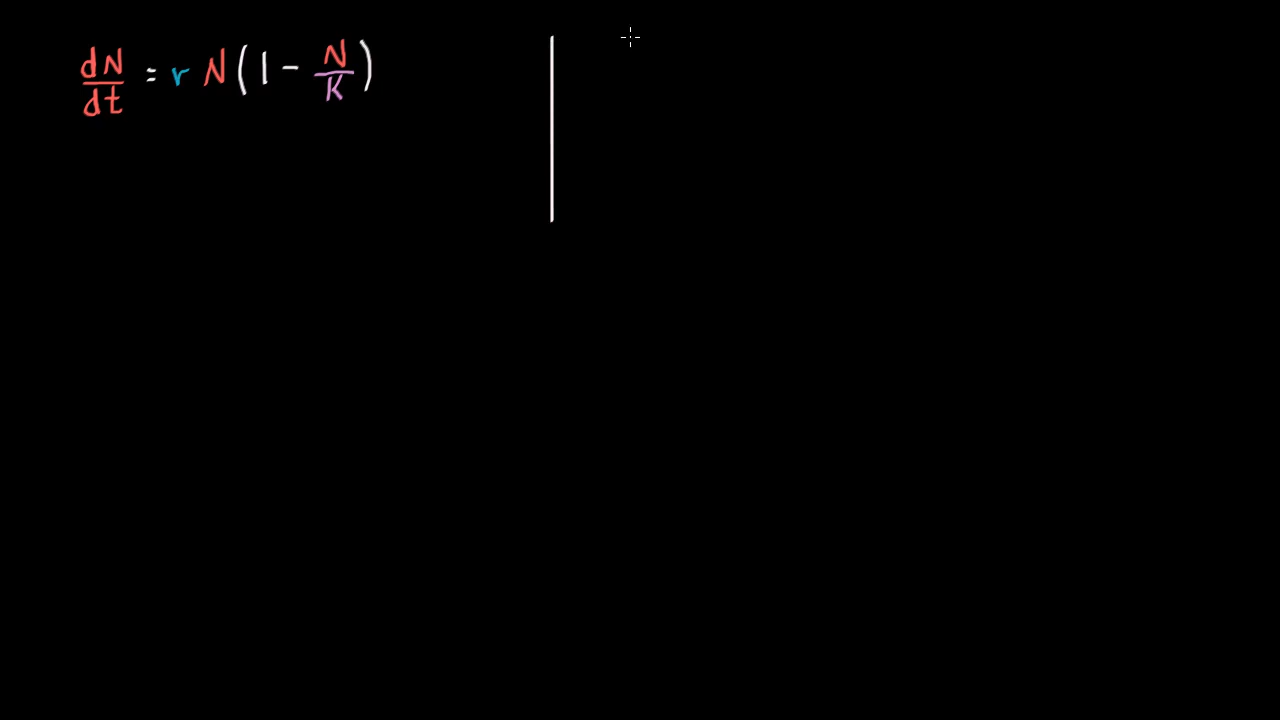 dN/dt = r N(1 - N/K)